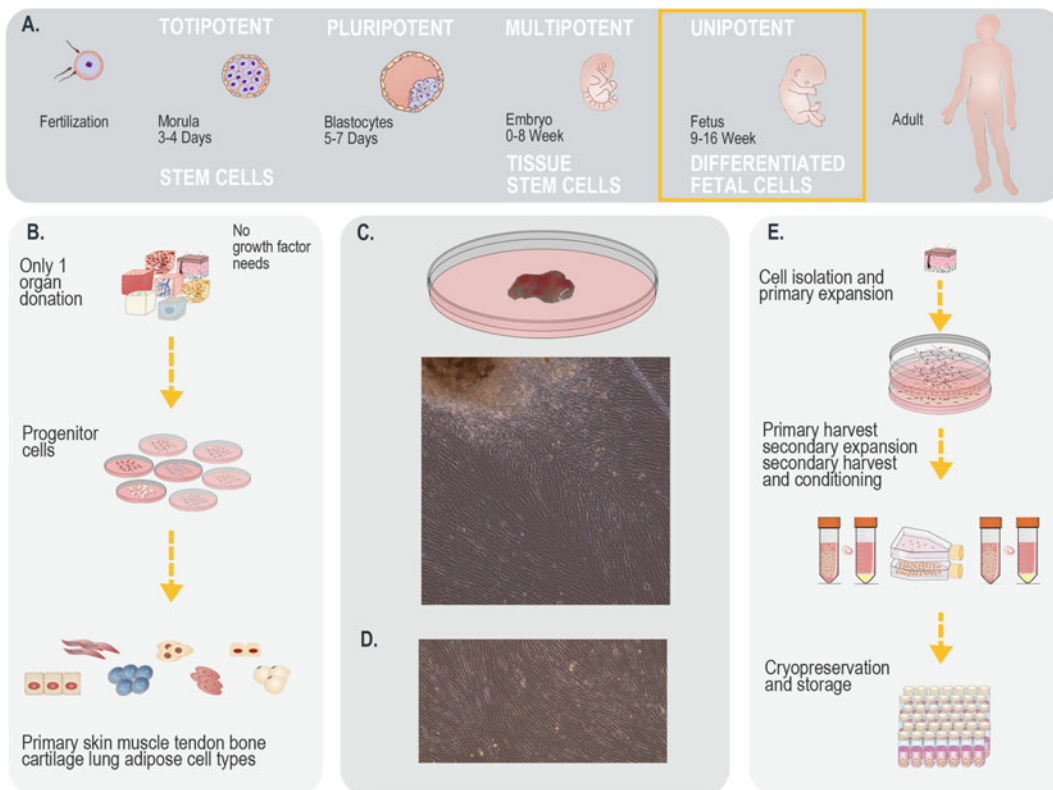 A.
TOTIPOTENT
PLURIPOTENT
MULTIPOTENT
UNIPOTENT
Fertilization
Morula
3-4 Days
Blastocytes
5-7 Days
Embryo
0-8 Week
Fetus
9-16 Week
Adult
STEM CELLS
TISSUE
STEM CELLS
DIFFERENTIATED
FETAL CELLS
B.
Only 1
organ
donation
No
growth factor
needs
Progenitor
cells
Primary skin muscle tendon bone
cartilage lung adipose cell types
C.
D.
E.
Cell isolation and
primary expansion
Primary harvest
secondary expansion
secondary harvest
and conditioning
Cryopreservation
and storage